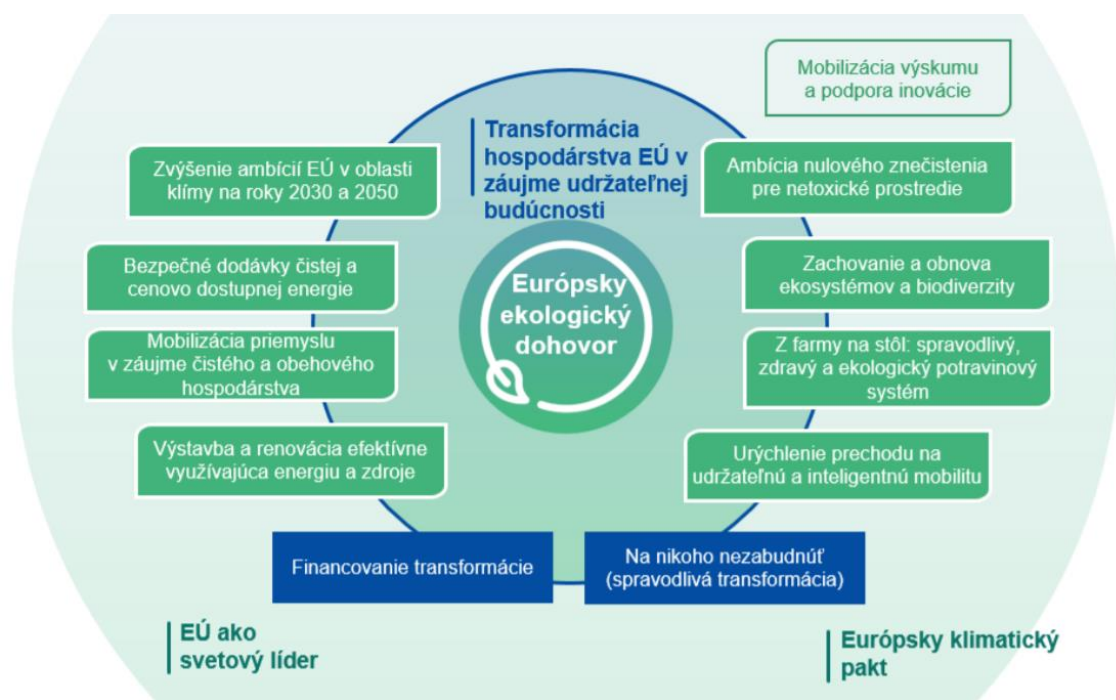 Mobilizácia výskumu
a podpora inovácie
Transformácia
hospodárstva EÚ v
záujme udržateľnej
budúcnosti
Zvýšenie ambícií EÚ v oblasti
klímy na roky 2030 a 2050
Ambícia nulového znečistenia
pre netoxické prostredie
Bezpečné dodávky čistej a
cenovo dostupnej energie
Európsky
ekologický
dohovor
Zachovanie a obnova
ekosystémov a biodiverzity
Mobilizácia priemyslu
v záujme čistého a obehového
hospodárstva
Z farmy na stôl: spravodlivý,
zdravý a ekologický potravinový
systém
Výstavba a renovácia efektívne
využívajúca energiu a zdroje
Urýchlenie prechodu na
udržateľnú a inteligentnú mobilitu
Financovanie transformácie
Na nikoho nezabudnúť
(spravodlivá transformácia)
EÚ ako
svetový líder
Európsky klimatický
pakt